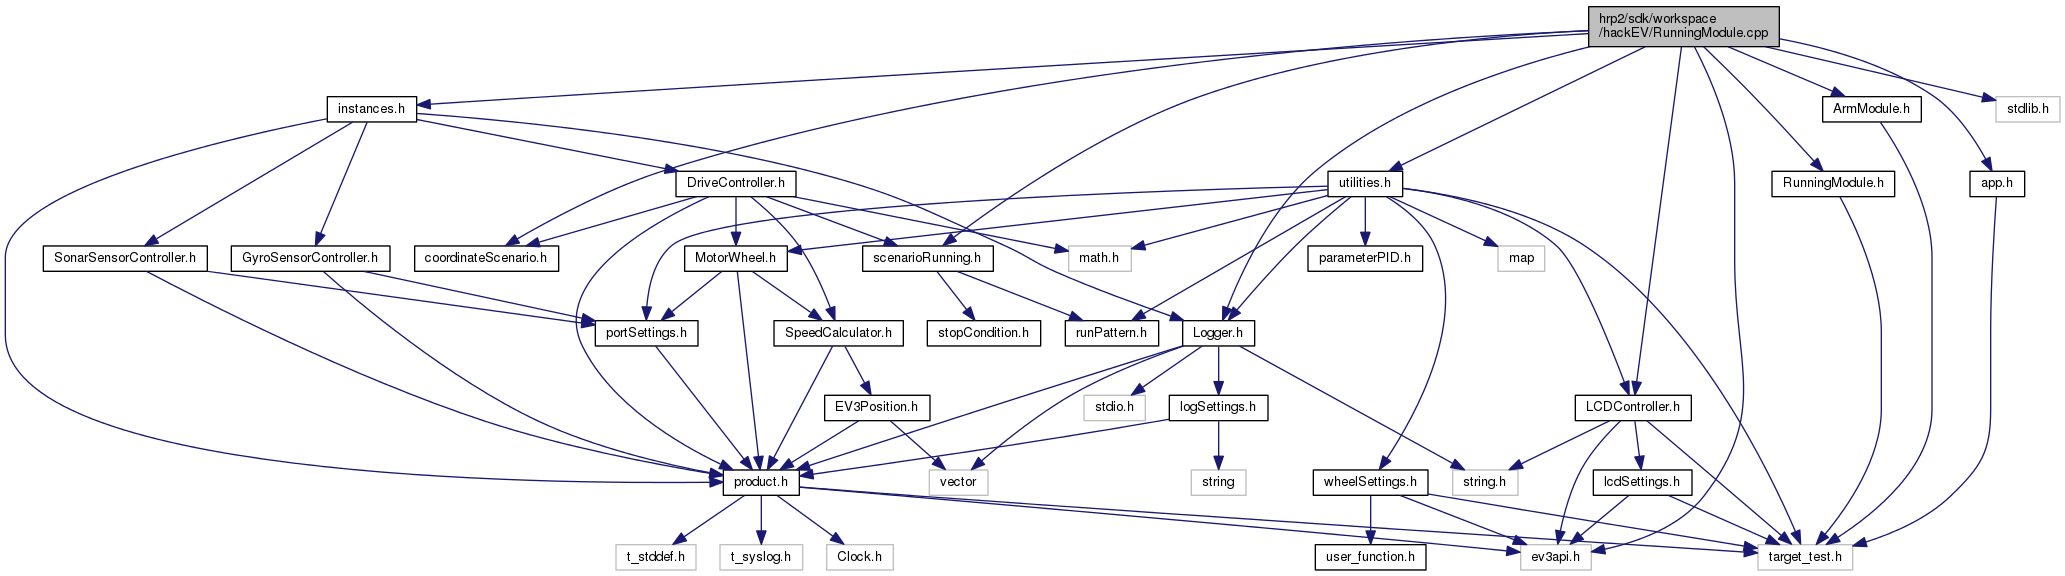 hrp2/sdk/workspace
/hackEV/RunningModule.cpp
instances.h
ArmModule.h
stdlib.h
DriveController.h
utilities.h
RunningModule.h
app.h
SonarSensorController.h
GyroSensorController.h
coordinateScenario.h
MotorWheel.h
scenarioRunning.h
math.h
parameterPID.h
map
portSettings.h
SpeedCalculator.h
stopCondition.h
runPattern.h
Logger.h
EV3Position.h
stdio.h
logSettings.h
LCDController.h
product.h
vector
string
wheelSettings.h
string.h
lcdSettings.h
t_stddef.h
t_syslog.h
Clock.h
user_function.h
ev3api.h
target_test.h